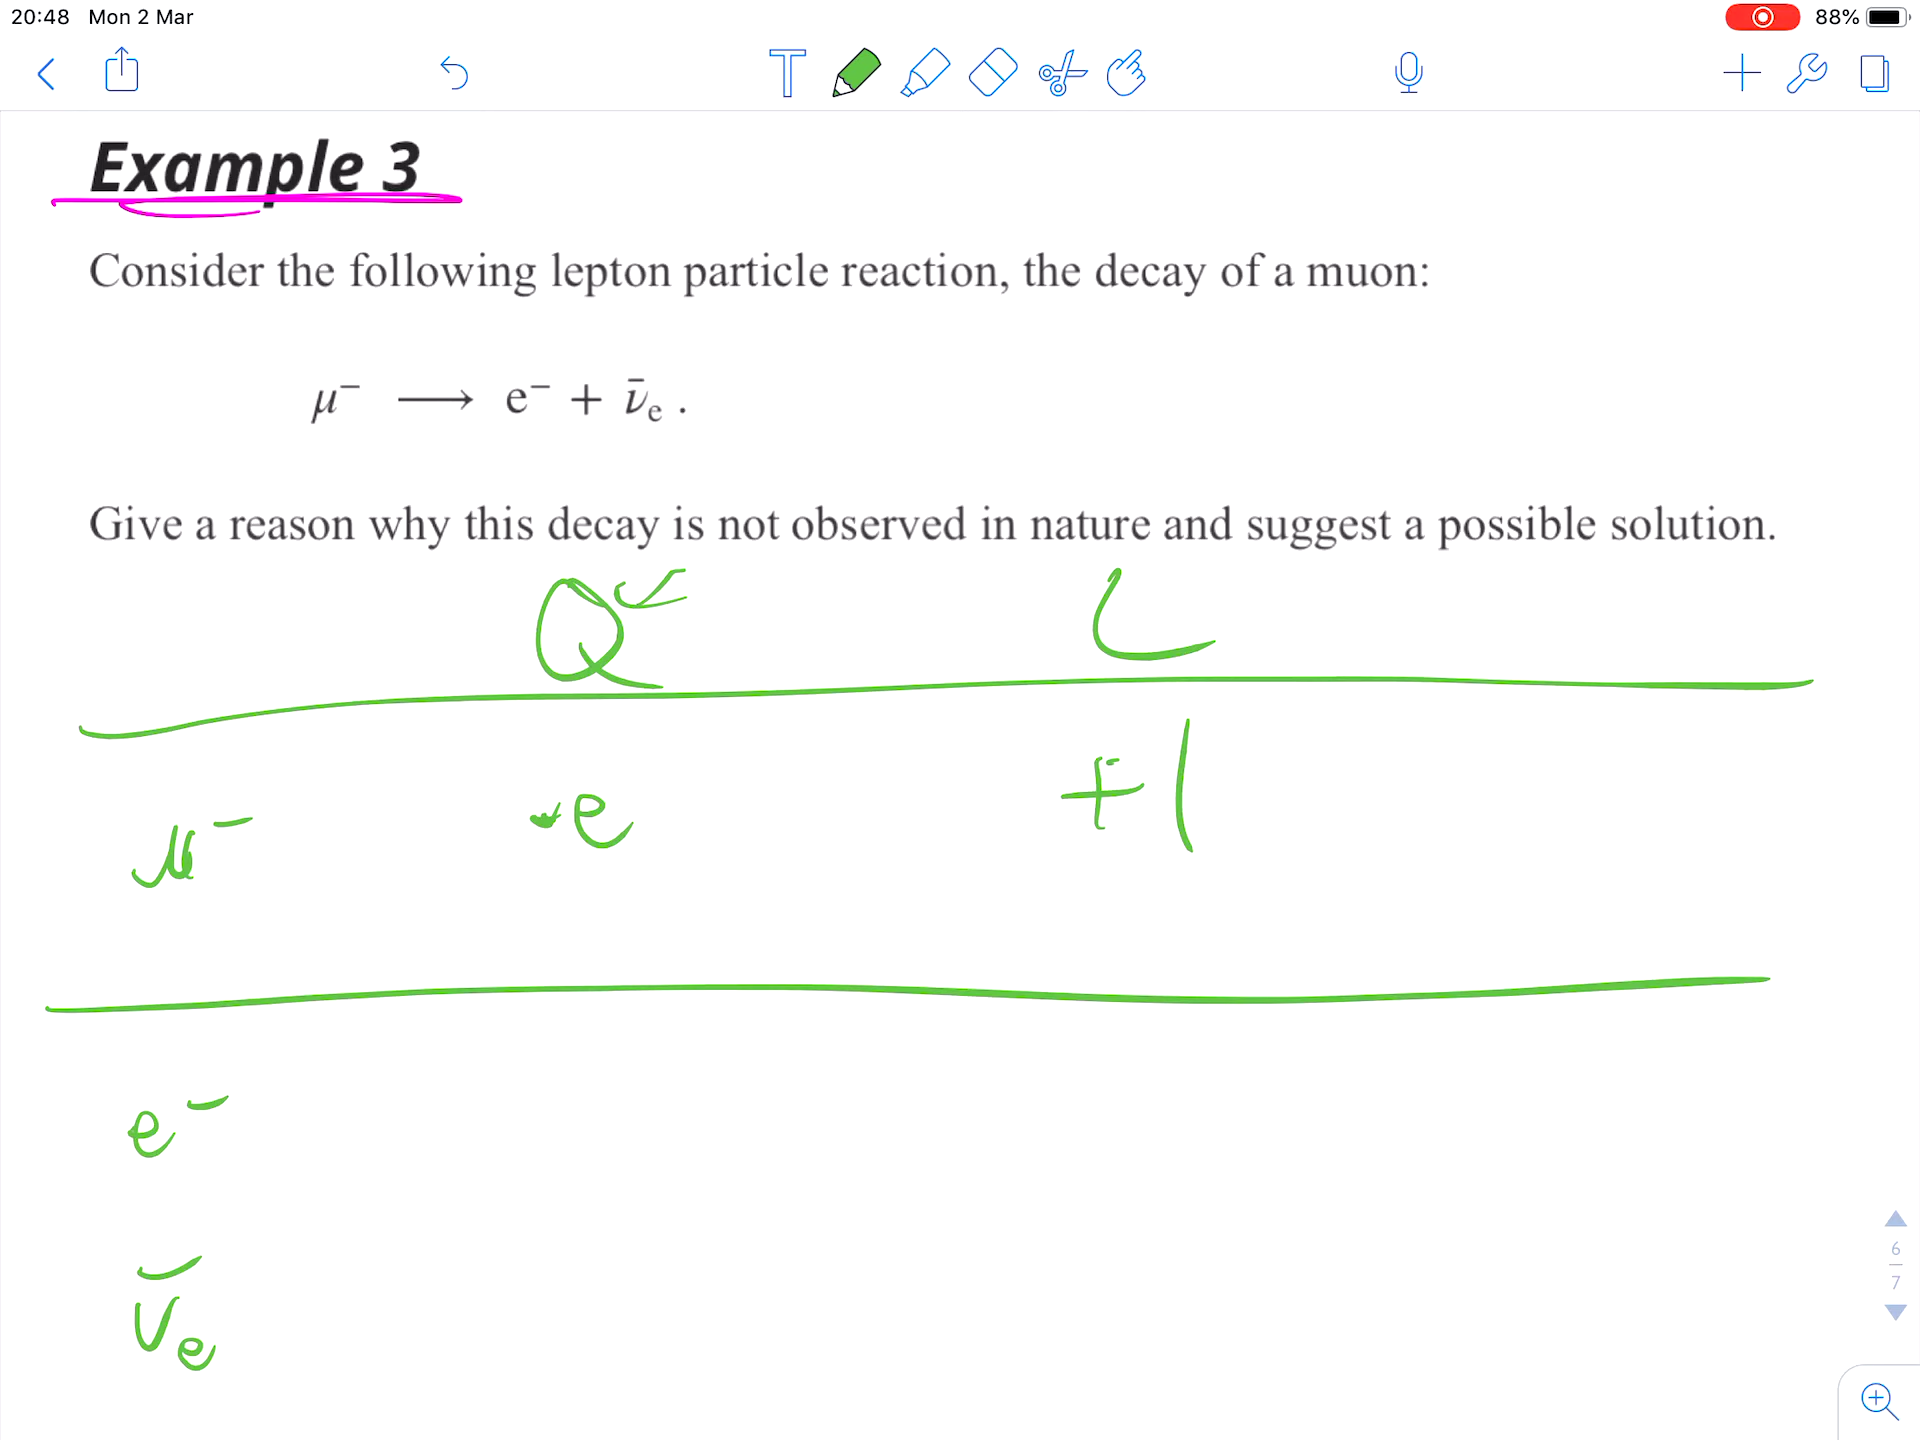 20:48 Mon 2 Mar 88%
T
Example 3
Consider the following lepton particle reaction, the decay of a muon:
μ⁻ ⟶ e⁻ + ν̄ₑ .
Give a reason why this decay is not observed in nature and suggest a possible solution.
Q L
μ⁻ -e +1
e⁻
ν̄ₑ
6
7